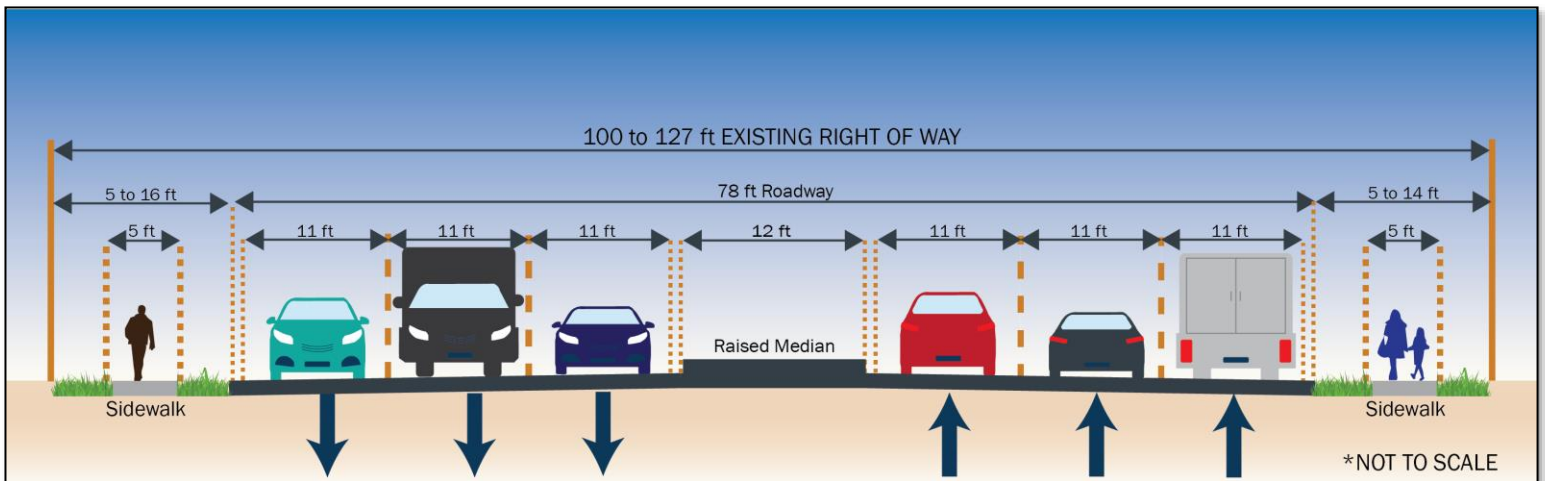 100 to 127 ft EXISTING RIGHT OF WAY
5 to 16 ft
78 ft Roadway
5 to 14 ft
5 ft
11 ft
11 ft
11 ft
12 ft
11 ft
11 ft
11 ft
5 ft
Raised Median
Sidewalk
Sidewalk
*NOT TO SCALE